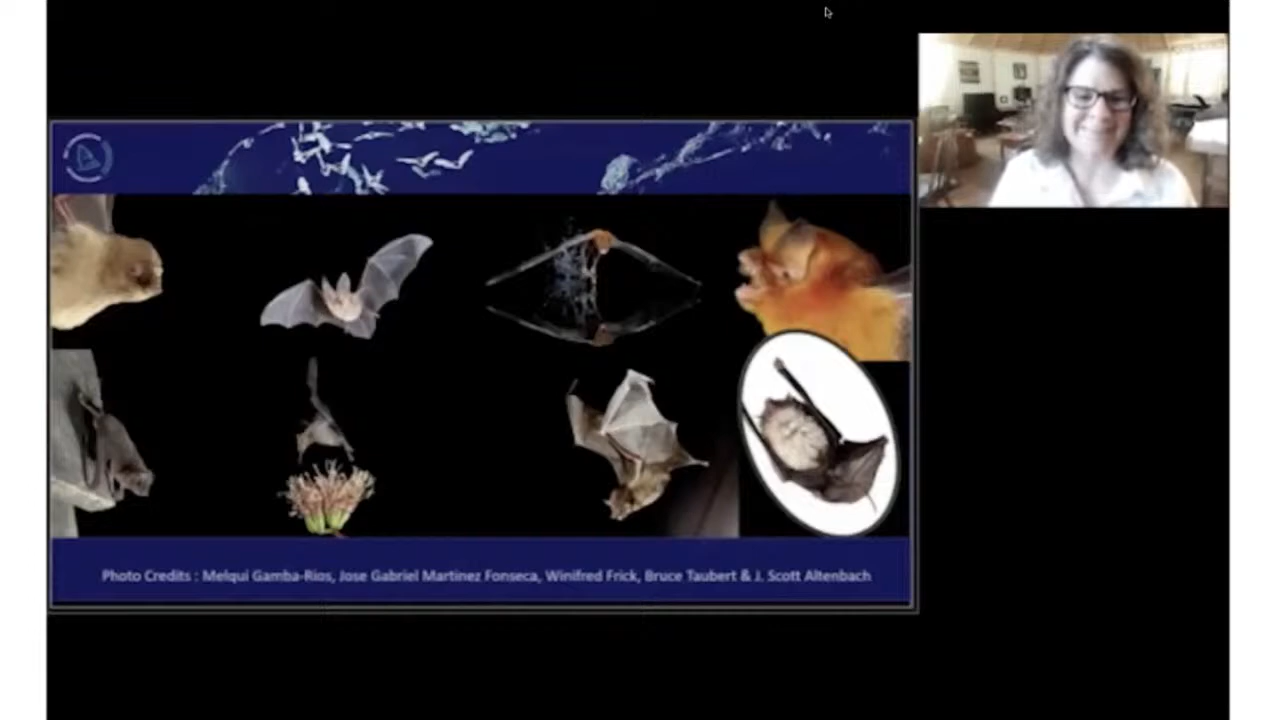 Photo Credits : Melqui Gamba-Rios, Jose Gabriel Martinez Fonseca, Winifred Frick, Bruce Taubert & J. Scott Altenbach